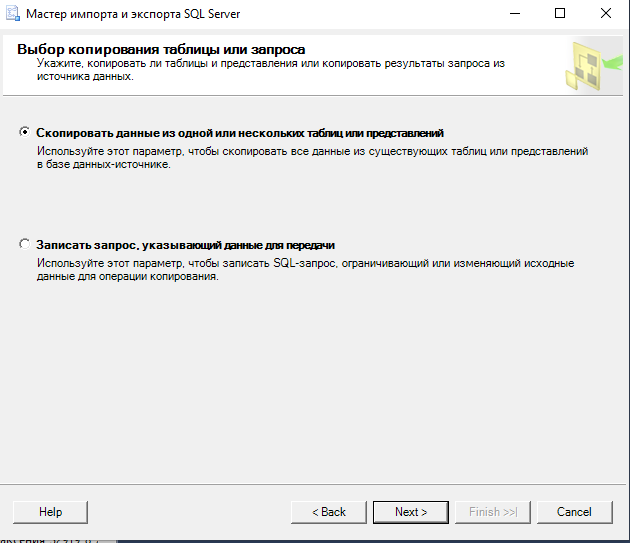 Мастер импорта и экспорта SQL Server
Выбор копирования таблицы или запроса
Укажите, копировать ли таблицы и представления или копировать результаты запроса из
источника данных.
Скопировать данные из одной или нескольких таблиц или представлений
Используйте этот параметр, чтобы скопировать все данные из существующих таблиц или представлений
в базе данных-источнике.
Записать запрос, указывающий данные для передачи
Используйте этот параметр, чтобы записать SQL-запрос, ограничивающий или изменяющий исходные
данные для операции копирования.
Help
< Back
Next >
Finish >>|
Cancel